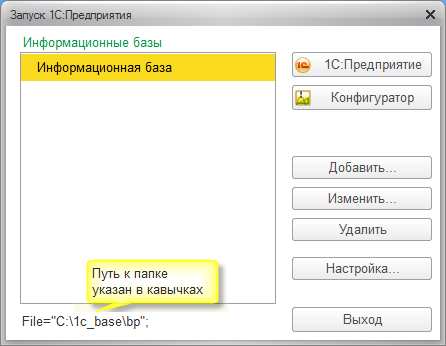 Запуск 1С:Предприятия
Информационные базы
Информационная база
1С:Предприятие
Конфигуратор
Добавить...
Изменить...
Удалить
Настройка...
Выход
Путь к папке
указан в кавычках
File="C:\1c_base\bp";